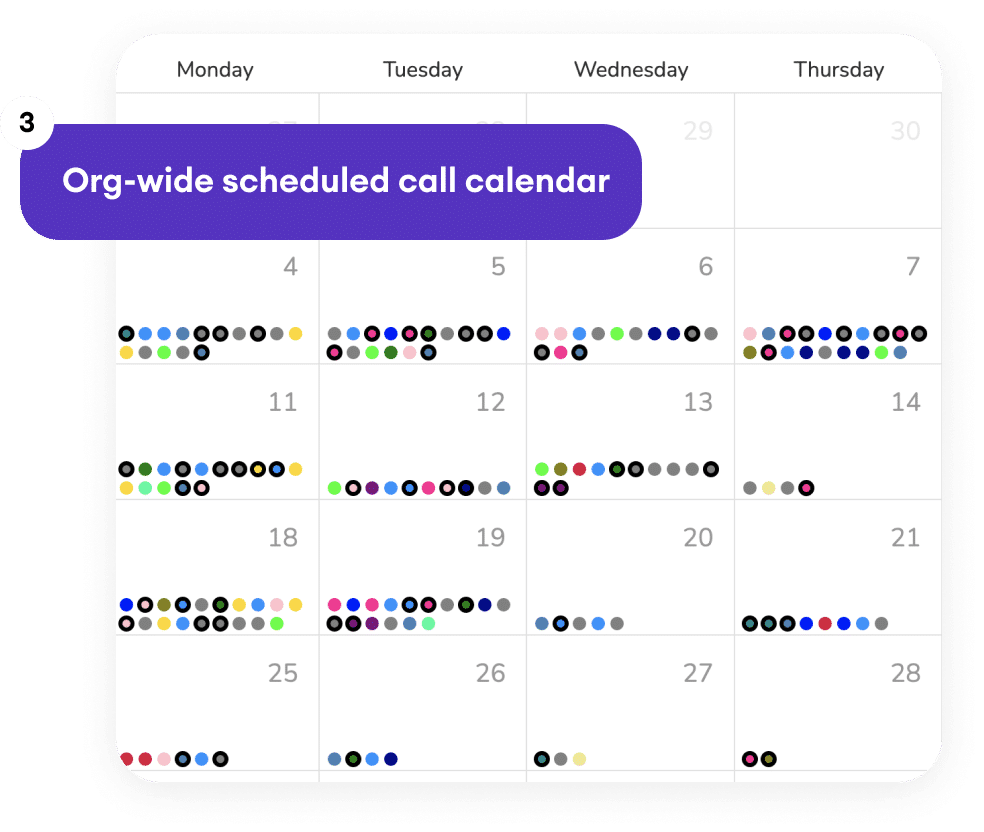 Monday Tuesday Wednesday Thursday
3
29 30
Org-wide scheduled call calendar
4 5 6 7
11 12 13 14
18 19 20 21
25 26 27 28